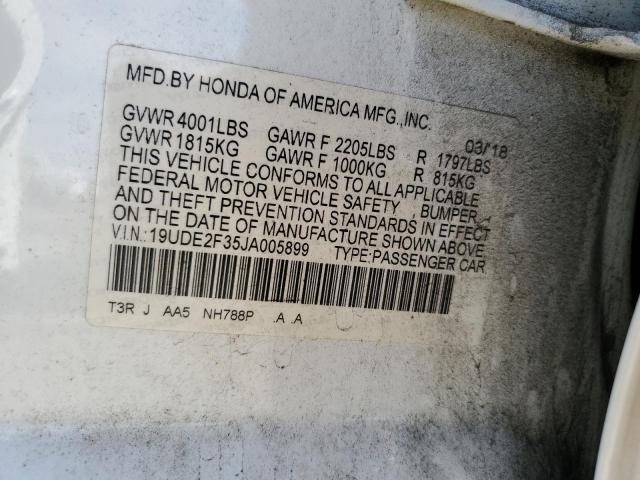 MFD.BY HONDA OF AMERICA MFG.,INC. 03/18
GVWR 4001LBS GAWR F 2205LBS R 1797LBS
GVWR 1815KG GAWR F 1000KG R 815KG
THIS VEHICLE CONFORMS TO ALL APPLICABLE
FEDERAL MOTOR VEHICLE SAFETY , BUMPER,
AND THEFT PREVENTION STANDARDS IN EFFECT
ON THE DATE OF MANUFACTURE SHOWN ABOVE.
V.I.N.: 19UDE2F35JA005899 TYPE:PASSENGER CAR
T3R J AA5 NH788P .A .A